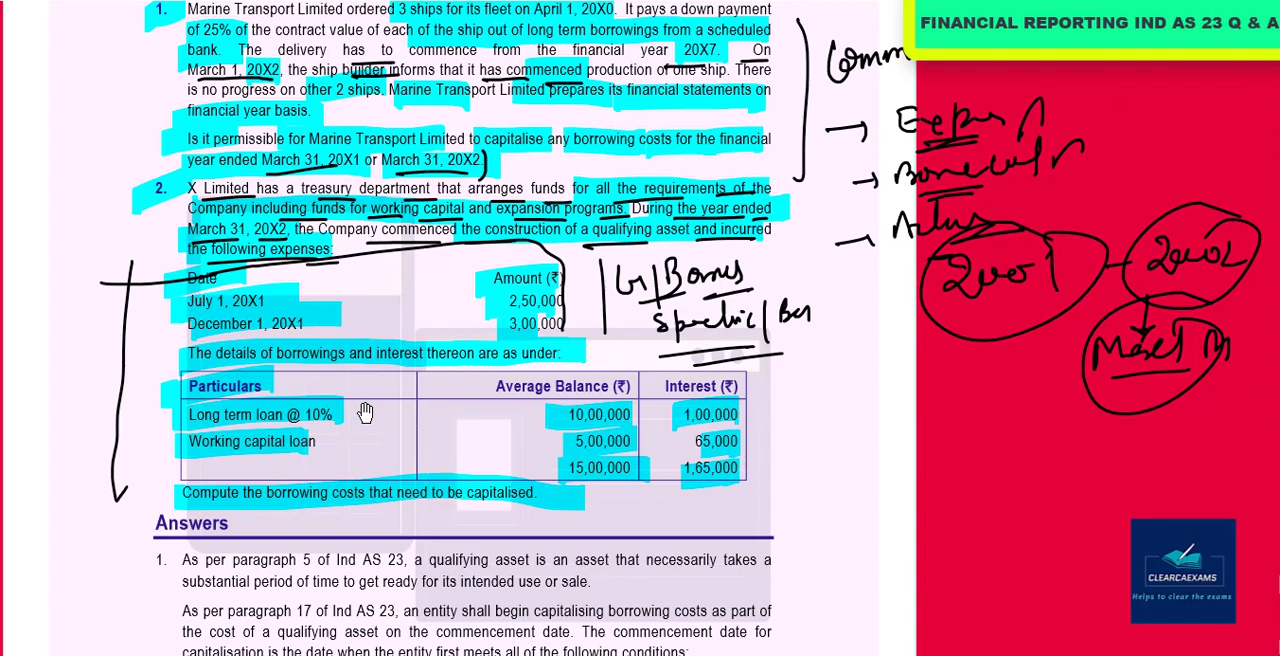 1. Marine Transport Limited ordered 3 ships for its fleet on April 1, 20X0. It pays a down payment
of 25% of the contract value of each of the ship out of long term borrowings from a scheduled
bank. The delivery has to commence from the financial year 20X7. On
March 1, 20X2, the ship builder informs that it has commenced production of one ship. There
is no progress on other 2 ships. Marine Transport Limited prepares its financial statements on
financial year basis.
Is it permissible for Marine Transport Limited to capitalise any borrowing costs for the financial
year ended March 31, 20X1 or March 31, 20X2
2. X Limited has a treasury department that arranges funds for all the requirements of the
Company including funds for working capital and expansion programs. During the year ended
March 31, 20X2, the Company commenced the construction of a qualifying asset and incurred
the following expenses:
Date Amount (₹)
July 1, 20X1 2,50,000
December 1, 20X1 3,00,000
The details of borrowings and interest thereon are as under:
Particulars Average Balance (₹) Interest (₹)
Long term loan @ 10% 10,00,000 1,00,000
Working capital loan 5,00,000 65,000
15,00,000 1,65,000
Compute the borrowing costs that need to be capitalised.
Answers
1. As per paragraph 5 of Ind AS 23, a qualifying asset is an asset that necessarily takes a
substantial period of time to get ready for its intended use or sale.
As per paragraph 17 of Ind AS 23, an entity shall begin capitalising borrowing costs as part of
the cost of a qualifying asset on the commencement date. The commencement date for
capitalisation is the date when the entity first meets all of the following conditions:
FINANCIAL REPORTING IND AS 23 Q & A
Comm
CLEARCAEXAMS
Helps to clear the exams